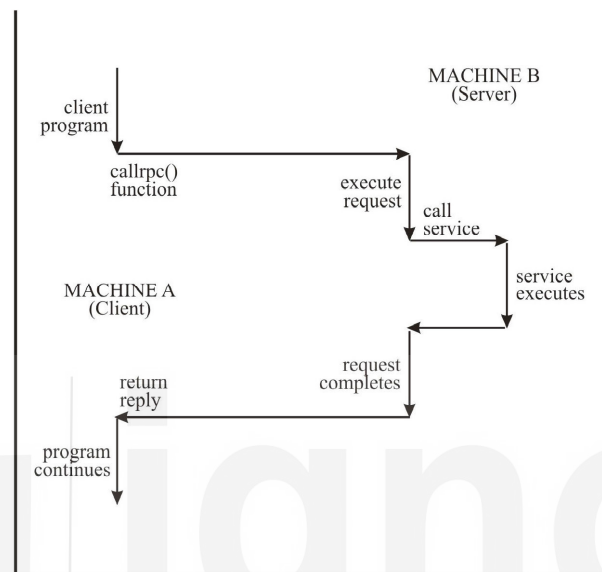 MACHINE B
(Server)
client
program
callrpc()
function
execute
request
call
service
service
executes
MACHINE A
(Client)
request
completes
return
reply
program
continues
ignc